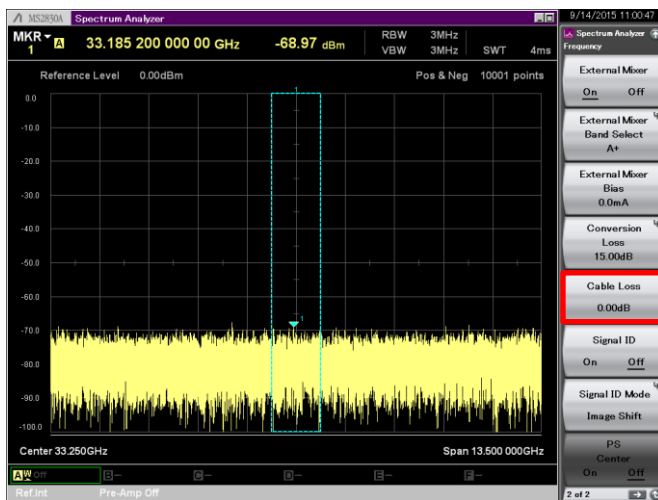 MS2850A Spectrum Analyzer
9/14/2015 11:00:47
MKR 1 A 33.185 200 000 00 GHz -68.97 dBm
RBW 3MHz
VBW 3MHz SWT 4ms
Reference Level 0.00dBm Pos & Neg 10001 points
1
0.0
-10.0
-20.0
-30.0
-40.0
-50.0
-60.0
1
-70.0
-80.0
-90.0
-100.0
Center 33.250GHz Span 13.500 000GHz
A W Off B— C— D— E— F—
Ref.Int Pre-Amp Off
Spectrum Analyzer
Frequency
External Mixer
On Off
External Mixer
Band Select
A+
External Mixer
Bias
0.0mA
Conversion
Loss
15.00dB
Cable Loss
0.00dB
Signal ID
On Off
Signal ID Mode
Image Shift
PS
Center
On Off
2 of 2